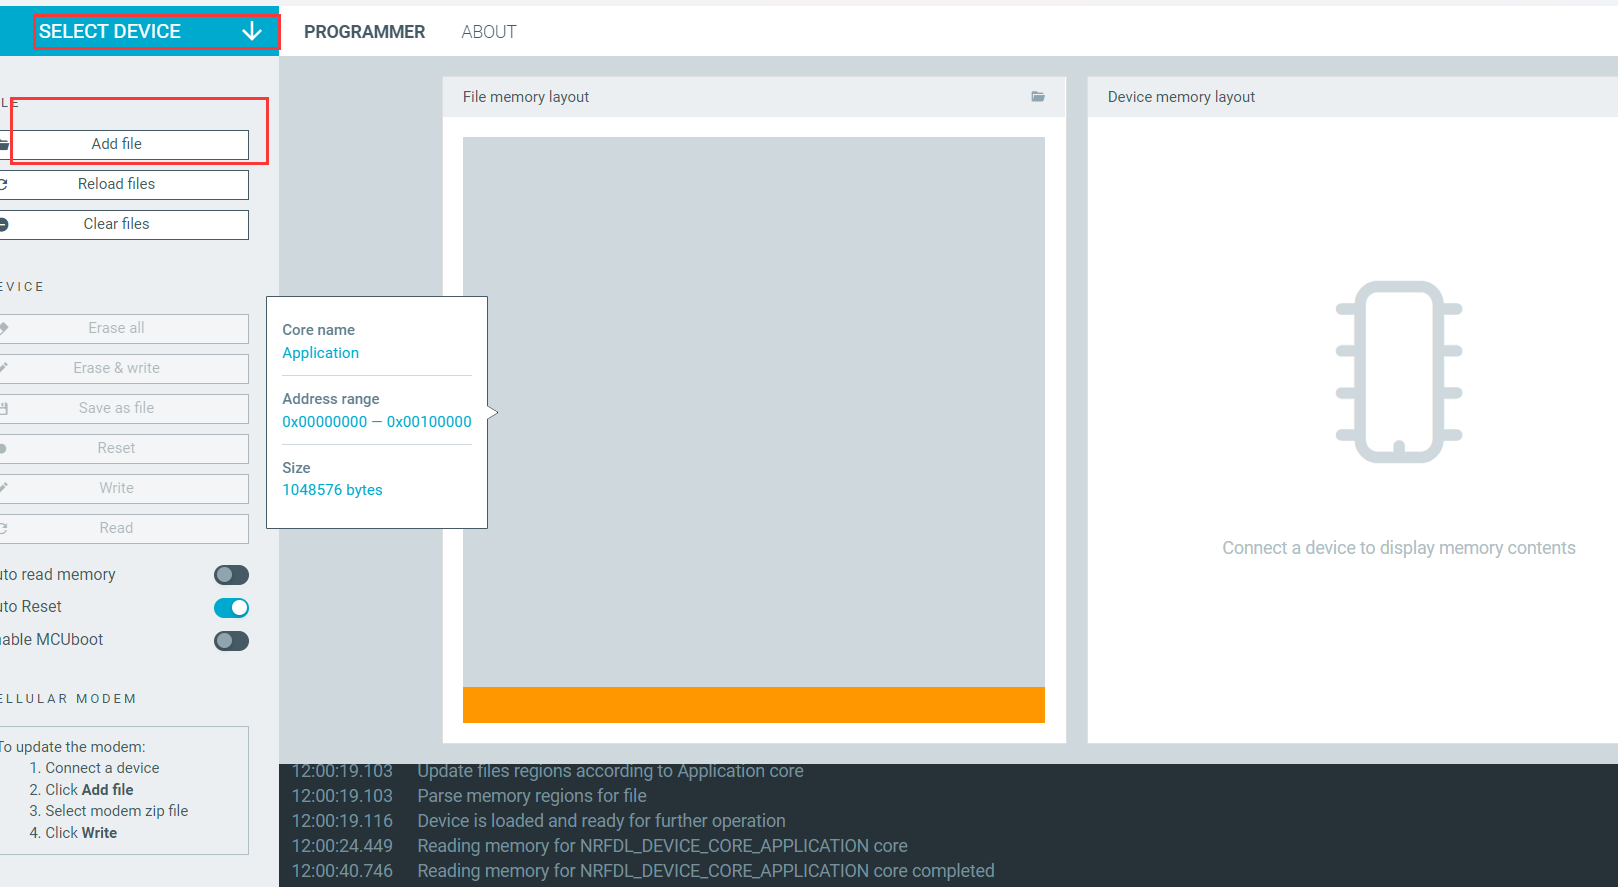 SELECT DEVICE
PROGRAMMER
ABOUT
LE
Add file
Reload files
Clear files
EVICE
Erase all
Erase & write
Save as file
Reset
Write
Read
uto read memory
uto Reset
nable MCUboot
ELLULAR MODEM
To update the modem:
1. Connect a device
2. Click Add file
3. Select modem zip file
4. Click Write
File memory layout
Core name
Application
Address range
0x00000000 — 0x00100000
Size
1048576 bytes
Device memory layout
Connect a device to display memory contents
12:00:19.103 Update files regions according to Application core
12:00:19.103 Parse memory regions for file
12:00:19.116 Device is loaded and ready for further operation
12:00:24.449 Reading memory for NRFDL_DEVICE_CORE_APPLICATION core
12:00:40.746 Reading memory for NRFDL_DEVICE_CORE_APPLICATION core completed